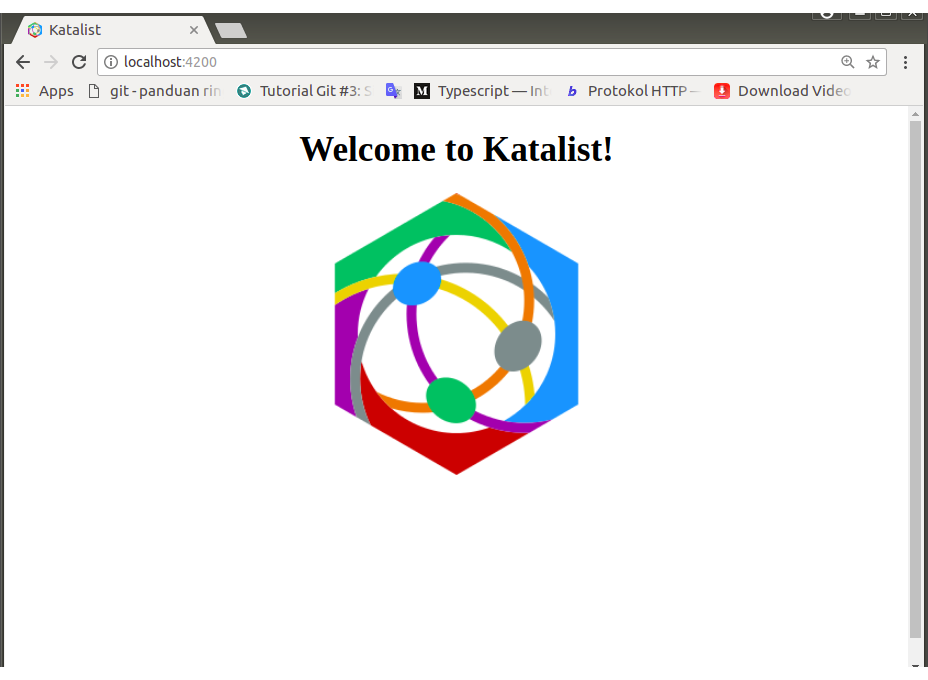 Katalist
localhost:4200
Apps git - panduan rin Tutorial Git #3: S M Typescript — Int b Protokol HTTP — Download Video
Welcome to Katalist!